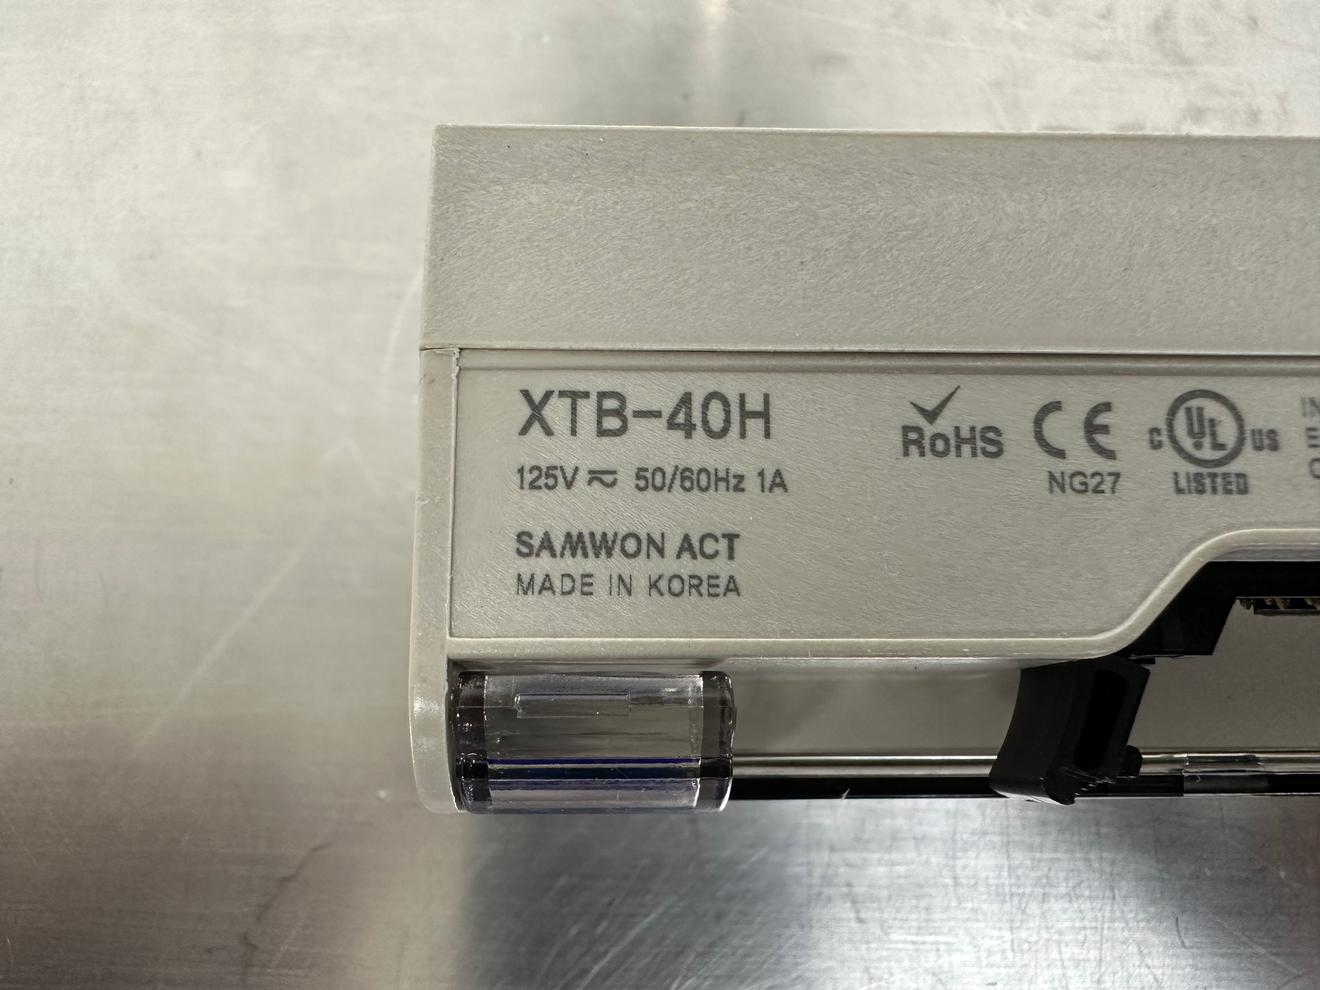 XTB-40H
125V ⎓ 50/60Hz 1A
SAMWON ACT
MADE IN KOREA
RoHS
CE
NG27
C UL US
LISTED